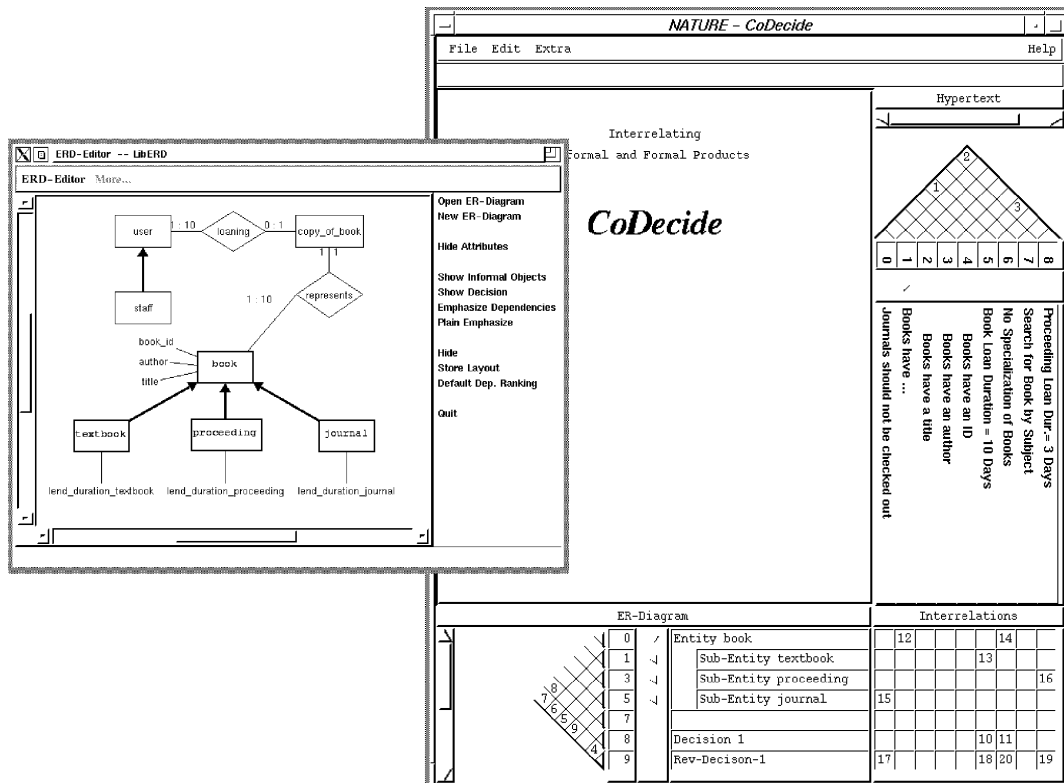 NATURE - CoDecide
File Edit Extra Help
Hypertext
Interrelating
formal and Formal Products
CoDecide
2
1
3
0 1 2 3 4 5 6 7 8
Journals should not be checked out
Books have ...
Books have a title
Books have an author
Books have an ID
Book Loan Duration = 10 Days
No Specialization of Books
Search for Book by Subject
Proceeding Loan Dur.= 3 Days
ERD-Editor -- LibERD
ERD-Editor More...
user 1 : 10 loaning 0 : 1 copy_of_book
1 1
staff 1 : 10 represents
book_id
author book
title
textbook proceeding journal
lend_duration_textbook lend_duration_proceeding lend_duration_journal
Open ER-Diagram
New ER-Diagram
Hide Attributes
Show Informal Objects
Show Decision
Emphasize Dependencies
Plain Emphasize
Hide
Store Layout
Default Dep. Ranking
Quit
ER-Diagram Interrelations
0 Entity book 12 14
1 Sub-Entity textbook 13
3 Sub-Entity proceeding 16
5 Sub-Entity journal 15
7
8 Decision 1 10 11
9 Rev-Decison-1 17 18 20 19
8
7
6
5
9
4